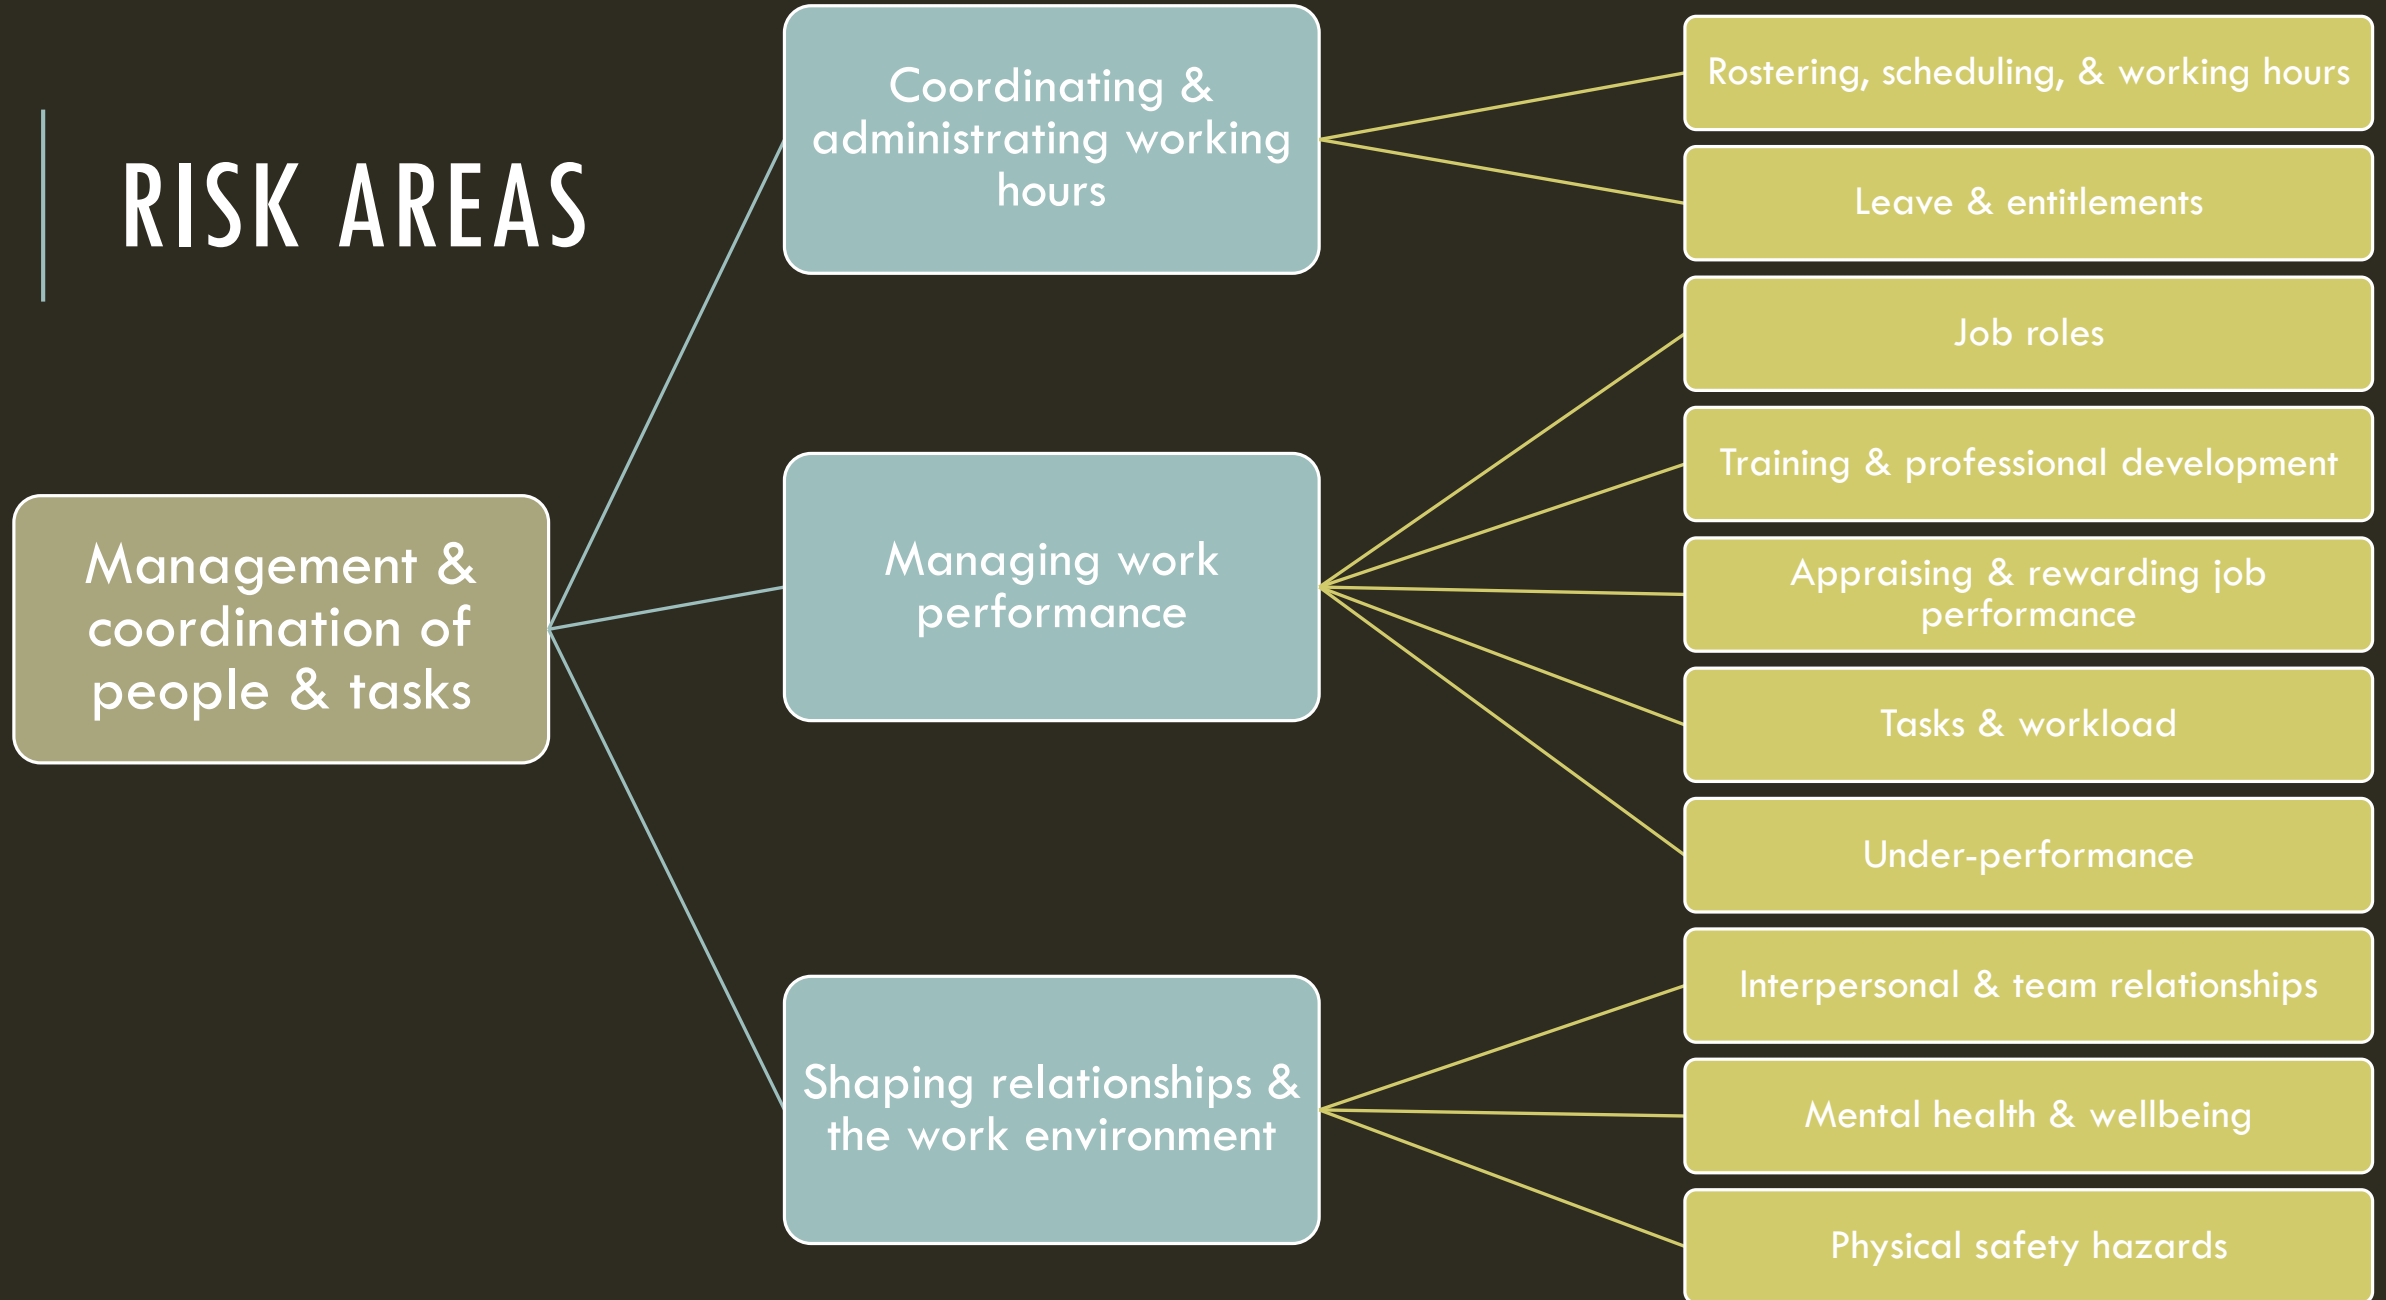 RISK AREAS
Management &
coordination of
people & tasks
Coordinating &
administrating working
hours
Rostering, scheduling, & working hours
Leave & entitlements
Managing work
performance
Job roles
Training & professional development
Appraising & rewarding job
performance
Tasks & workload
Under-performance
Shaping relationships &
the work environment
Interpersonal & team relationships
Mental health & wellbeing
Physical safety hazards